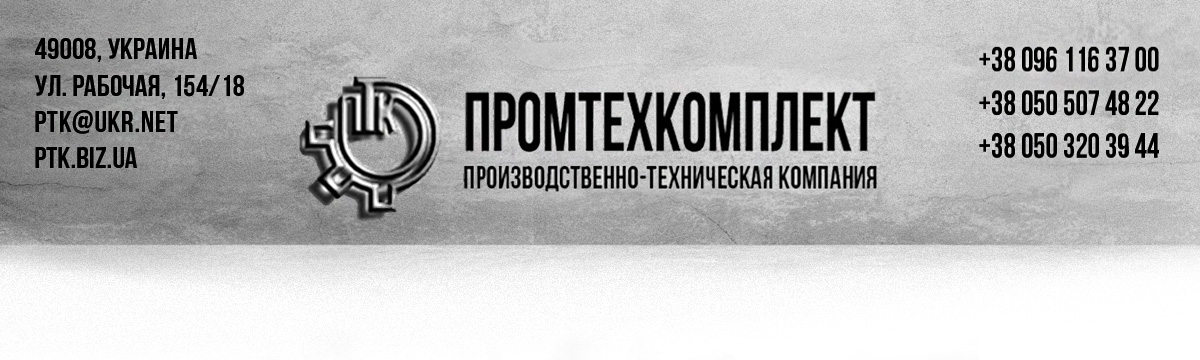 49008, УКРАИНА
УЛ. РАБОЧАЯ, 154/18
PTK@UKR.NET
PTK.BIZ.UA
ПТК
ПРОМТЕХКОМПЛЕКТ
ПРОИЗВОДСТВЕННО-ТЕХНИЧЕСКАЯ КОМПАНИЯ
+38 096 116 37 00
+38 050 507 48 22
+38 050 320 39 44